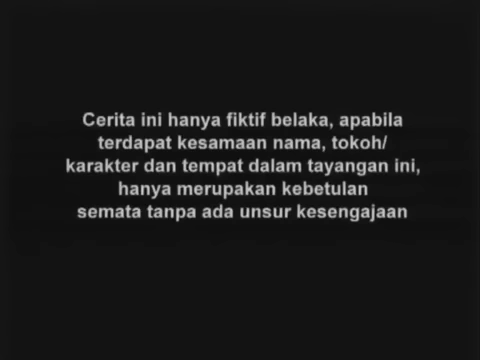 Cerita ini hanya fiktif belaka, apabila
terdapat kesamaan nama, tokoh/
karakter dan tempat dalam tayangan ini,
hanya merupakan kebetulan
semata tanpa ada unsur kesengajaan